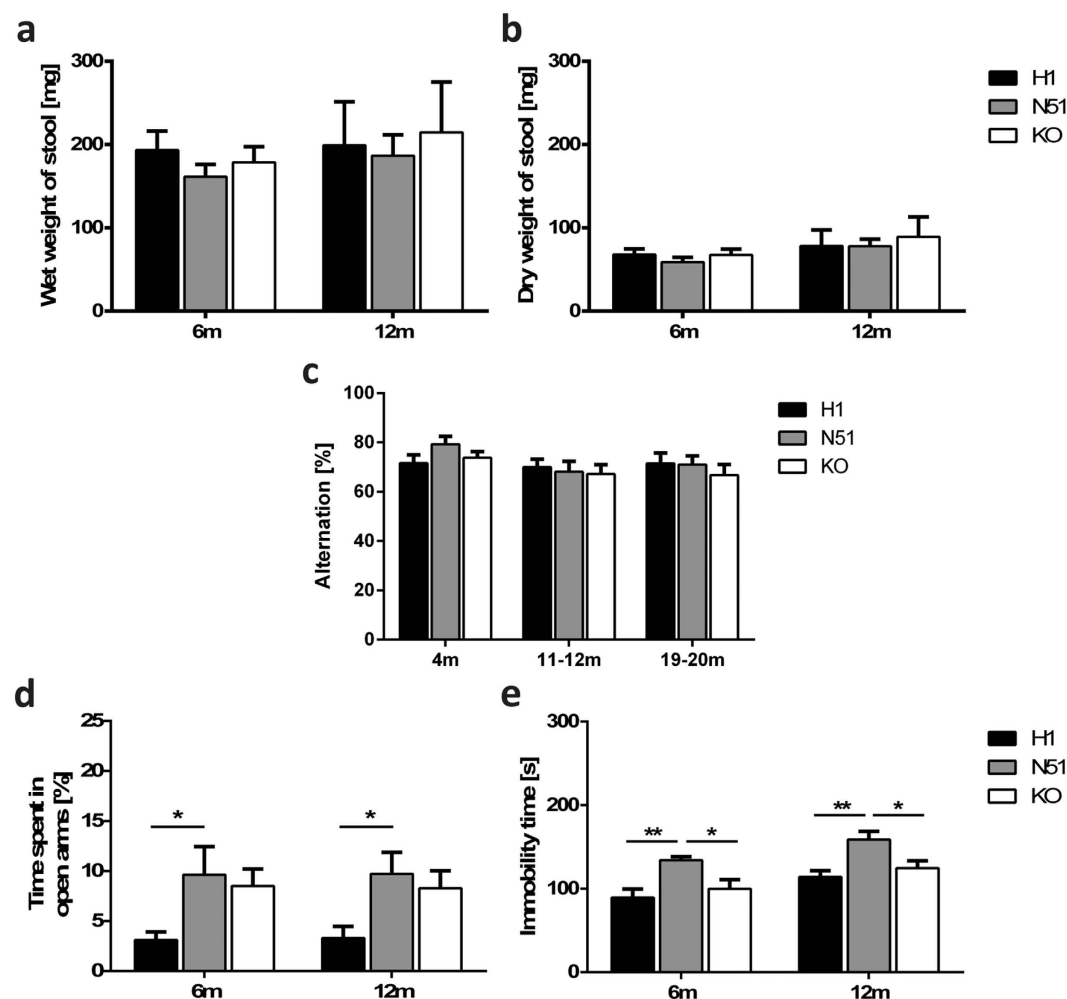 a
Wet weight of stool [mg]
300
200
100
0
6m
12m
b
Dry weight of stool [mg]
300
200
100
0
6m
12m
H1
N51
KO
c
Alternation [%]
100
80
60
40
20
0
4m
11-12m
19-20m
H1
N51
KO
d
Time spent in
open arms [%]
25
20
15
10
5
0
*
*
6m
12m
e
Immobility time [s]
300
200
100
0
**
*
**
*
6m
12m
H1
N51
KO